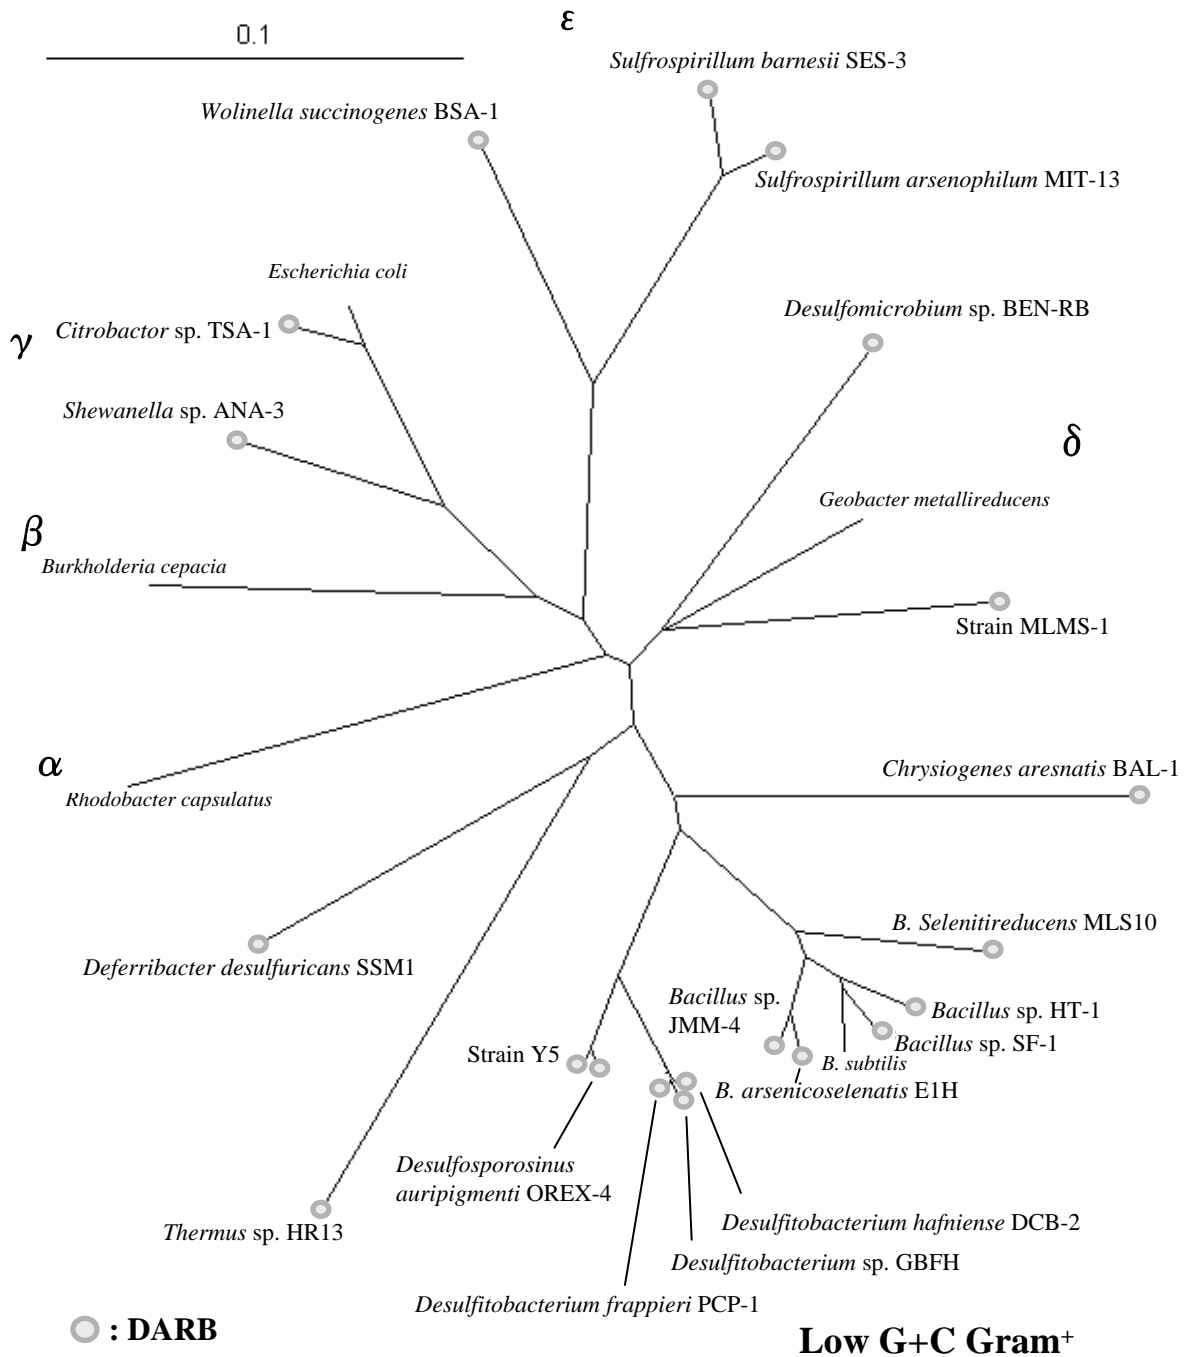 ε
0.1
Sulfrospirillum barnesii SES-3
Wolinella succinogenes BSA-1
Sulfrospirillum arsenophilum MIT-13
Escherichia coli
Desulfomicrobium sp. BEN-RB
γ
Citrobactor sp. TSA-1
Shewanella sp. ANA-3
δ
Geobacter metallireducens
β
Burkholderia cepacia
Strain MLMS-1
α
Rhodobacter capsulatus
Chrysiogenes aresnatis BAL-1
B. Selenitireducens MLS10
Deferribacter desulfuricans SSM1
Bacillus sp.
JMM-4
Bacillus sp. HT-1
Bacillus sp. SF-1
Strain Y5
B. subtilis
B. arsenicoselenatis E1H
Desulfosporosinus
auripigmenti OREX-4
Thermus sp. HR13
Desulfitobacterium hafniense DCB-2
Desulfitobacterium sp. GBFH
Desulfitobacterium frappieri PCP-1
: DARB
Low G+C Gram⁺